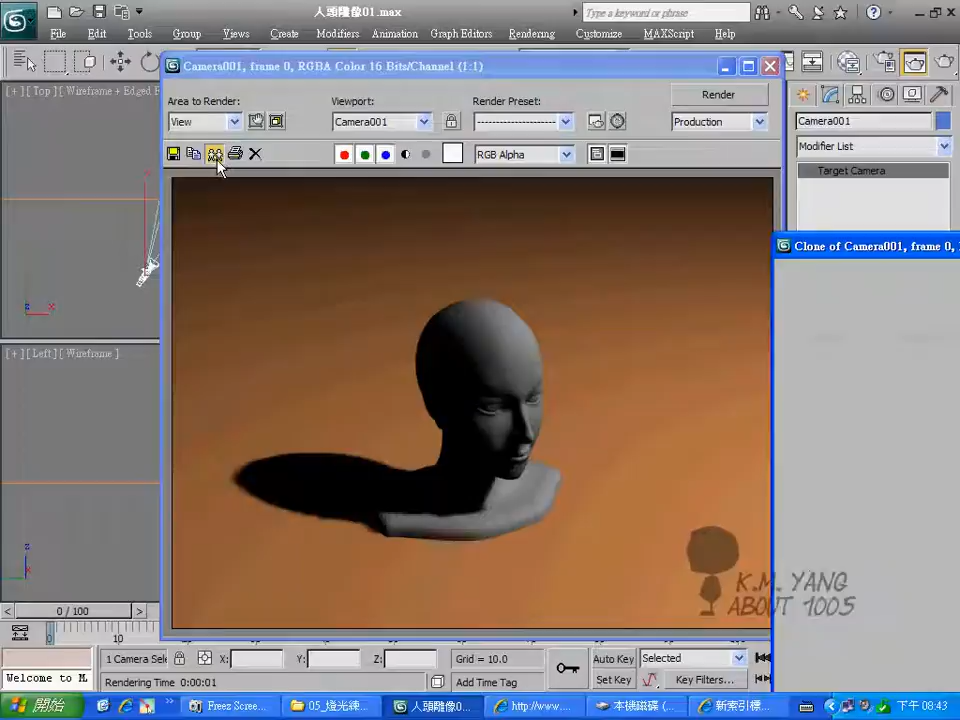 人頭雕像01.max
Type a keyword or phrase
File Edit Tools Group Views Create Modifiers Animation Graph Editors Rendering Customize MAXScript Help
Camera001, frame 0, RGBA Color 16 Bits/Channel (1:1)
Area to Render: Viewport: Render Preset: Render
View Camera001 Production
RGB Alpha
[+][Top][Wireframe + Edged
Camera001
Modifier List
Target Camera
Clone of Camera001, frame 0,
[+][Left][Wireframe]
K.M. YANG
ABOUT 1005
0 / 100
0 10
1 Camera Sele X: Y: Z: Grid = 10.0 Auto Key Selected
Welcome to M. Rendering Time 0:00:01 Add Time Tag Set Key Key Filters...
開始 Freez Scree... 05_燈光練... 人頭雕像0... http://www.... 本機磁碟 (... 新索引標... 下午 08:43